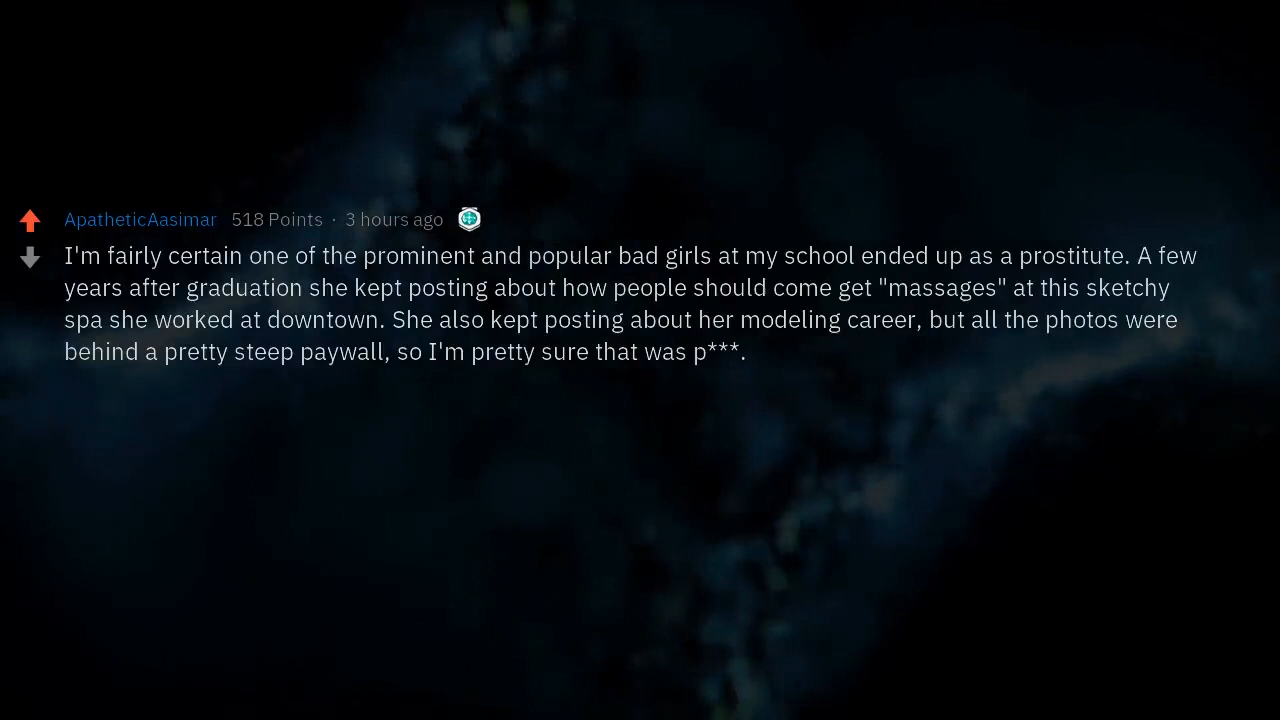 ApatheticAasimar 518 Points · 3 hours ago
I'm fairly certain one of the prominent and popular bad girls at my school ended up as a prostitute. A few
years after graduation she kept posting about how people should come get "massages" at this sketchy
spa she worked at downtown. She also kept posting about her modeling career, but all the photos were
behind a pretty steep paywall, so I'm pretty sure that was p***.